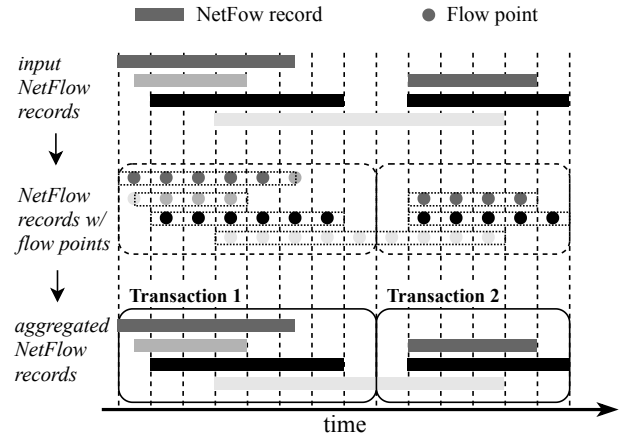 NetFow record
Flow point
input
NetFlow
records
NetFlow
records w/
flow points
Transaction 1
Transaction 2
aggregated
NetFlow
records
time